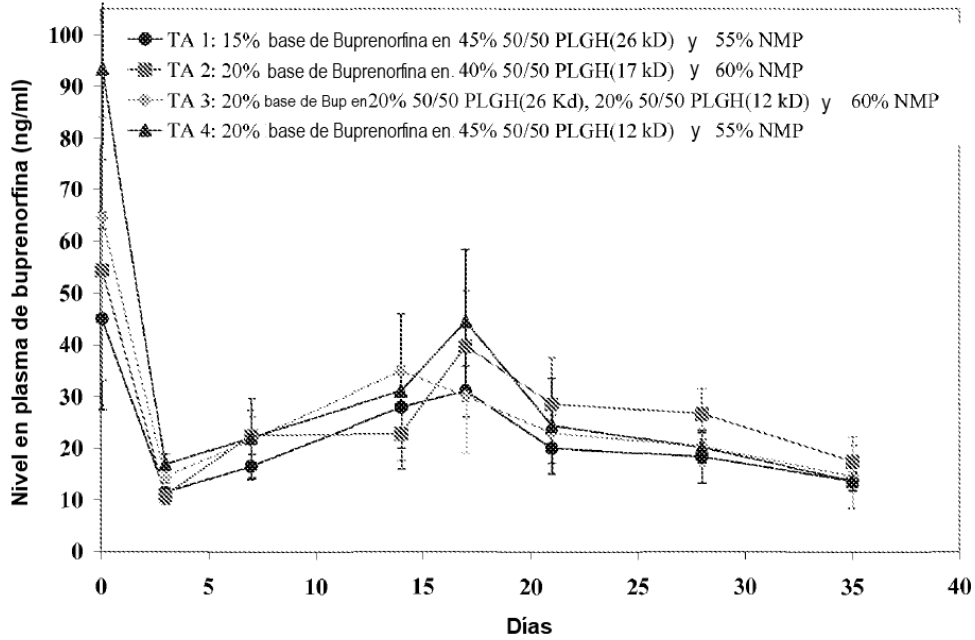 100
90
80
70
60
50
40
30
20
10
0
Nivel en plasma de buprenorfina (ng/ml)
TA 1: 15% base de Buprenorfina en 45% 50/50 PLGH(26 kD) y 55% NMP
TA 2: 20% base de Buprenorfina en 40% 50/50 PLGH(17 kD) y 60% NMP
TA 3: 20% base de Bup en 20% 50/50 PLGH(26 Kd), 20% 50/50 PLGH(12 kD) y 60% NMP
TA 4: 20% base de Buprenorfina en 45% 50/50 PLGH(12 kD) y 55% NMP
0 5 10 15 20 25 30 35 40
Días